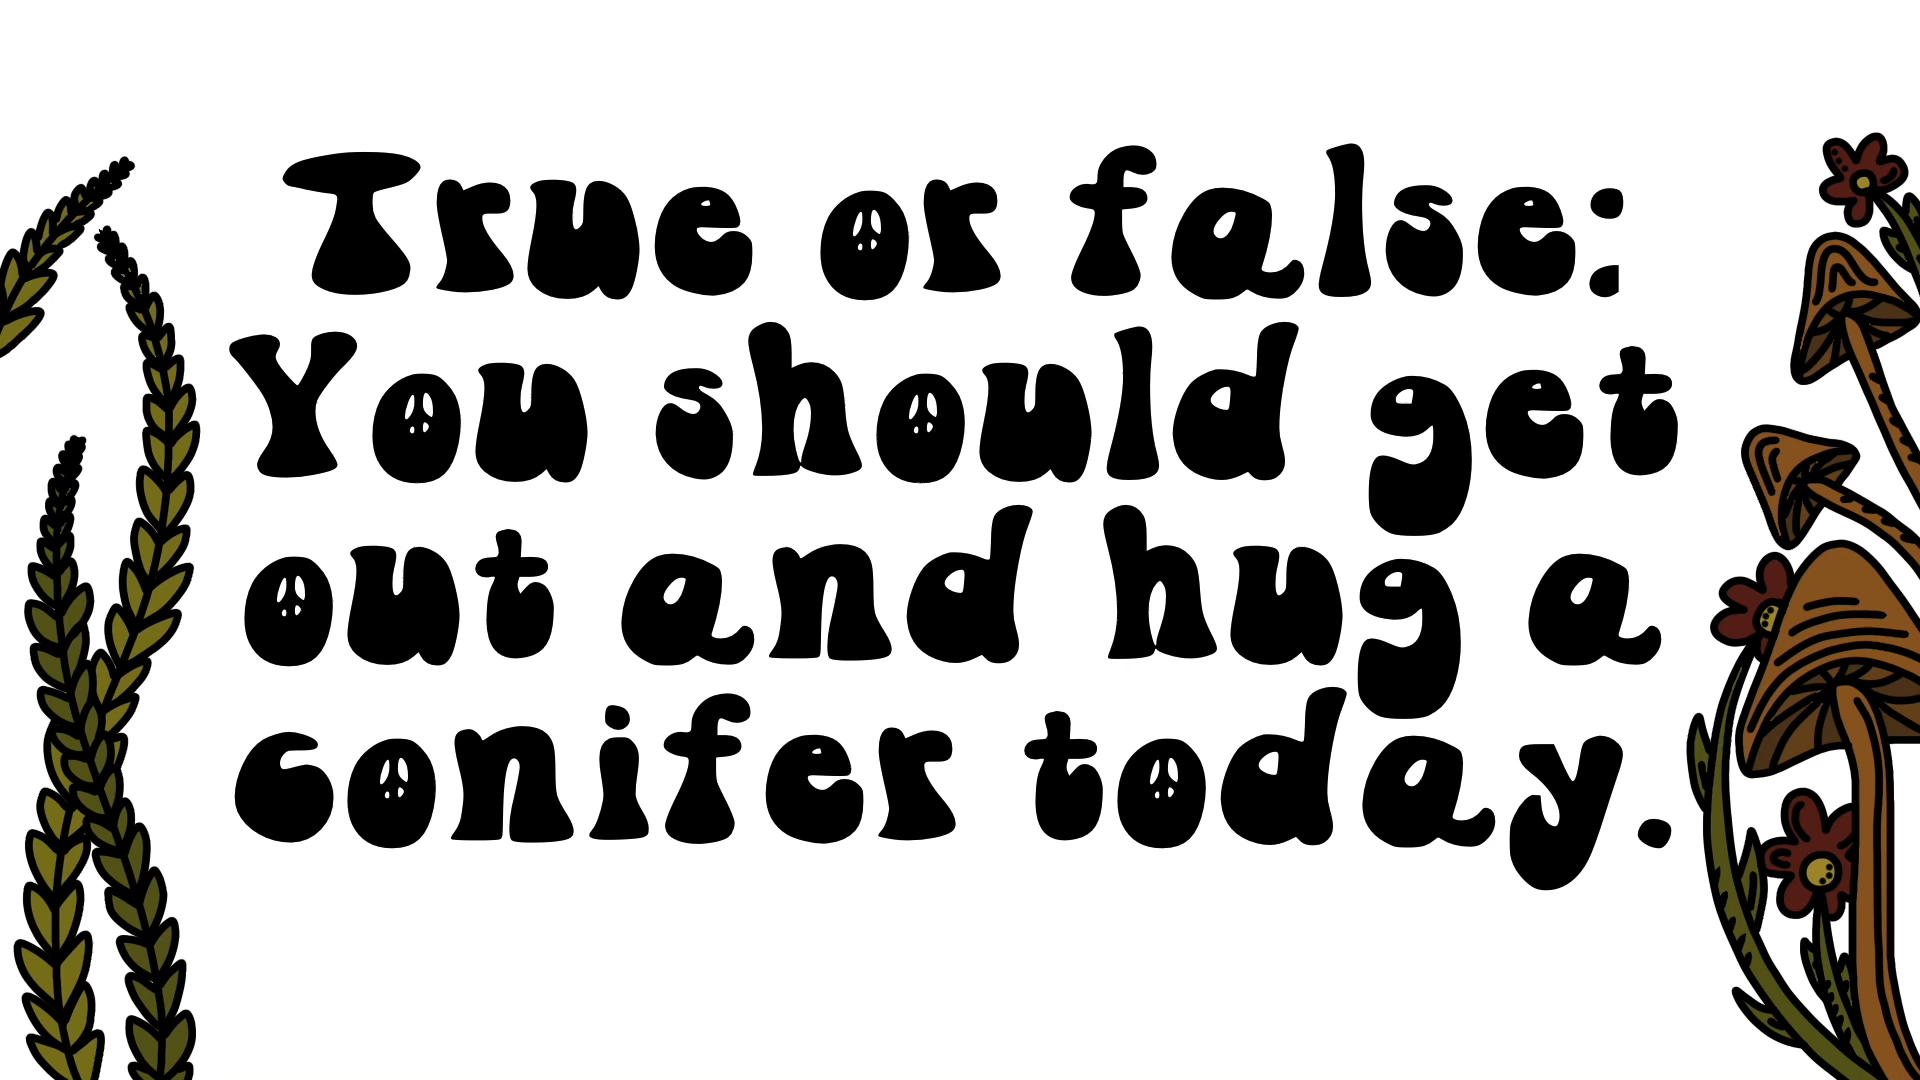 True or false:
You should get
out and hug a
conifer today.